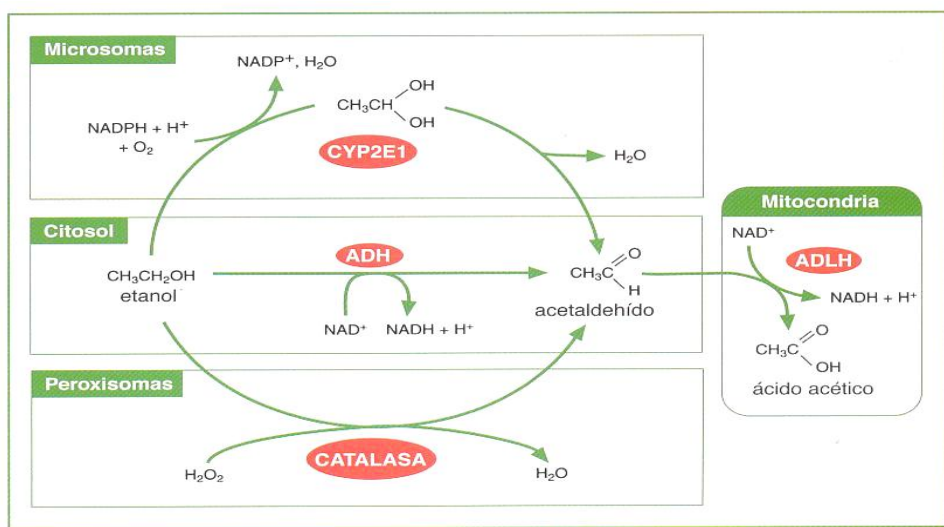 Microsomas
NADP⁺, H₂O
OH
CH₃CH
OH
NADPH + H⁺
+ O₂
CYP2E1
H₂O
Citosol
CH₃CH₂OH
etanol
ADH
NAD⁺
NADH + H⁺
O
CH₃C
H
acetaldehído
Mitocondria
NAD⁺
ADLH
NADH + H⁺
O
CH₃C
OH
ácido acético
Peroxisomas
H₂O₂
CATALASA
H₂O